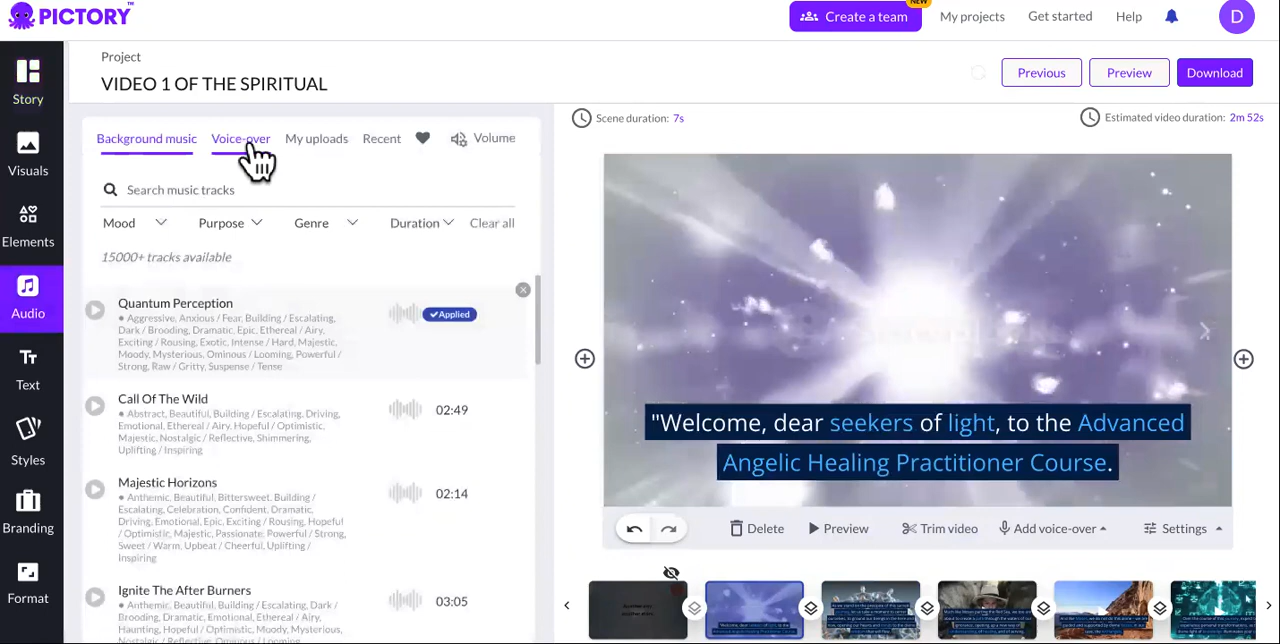 PICTORY
NEW
Create a team
My projects
Get started
Help
D
Project
VIDEO 1 OF THE SPIRITUAL
Previous
Preview
Download
Story
Visuals
Elements
Audio
Text
Styles
Branding
Format
Background music
Voice-over
My uploads
Recent
Volume
Search music tracks
Mood
Purpose
Genre
Duration
Clear all
15000+ tracks available
Quantum Perception
Applied
● Aggressive, Anxious / Fear, Building / Escalating,
Dark / Brooding, Dramatic, Epic, Ethereal / Airy,
Exciting / Rousing, Exotic, Intense / Hard, Majestic,
Moody, Mysterious, Ominous / Looming, Powerful /
Strong, Raw / Gritty, Suspense / Tense
Call Of The Wild
02:49
● Abstract, Beautiful, Building / Escalating, Driving,
Emotional, Ethereal / Airy, Hopeful / Optimistic,
Majestic, Nostalgic / Reflective, Shimmering,
Uplifting / Inspiring
Majestic Horizons
02:14
● Anthemic, Beautiful, Bittersweet, Building /
Escalating, Celebration, Confident, Dramatic,
Driving, Emotional, Epic, Exciting / Rousing, Hopeful
/ Optimistic, Majestic, Passionate, Powerful / Strong,
Sweet / Warm, Upbeat / Cheerful, Uplifting /
Inspiring
Ignite The After Burners
03:05
● Anthemic, Beautiful, Building / Escalating, Dark /
Brooding, Dramatic, Emotional, Ethereal / Airy,
Haunting, Hopeful / Optimistic, Moody, Mysterious,
Scene duration: 7s
Estimated video duration: 2m 52s
"Welcome, dear seekers of light, to the Advanced
Angelic Healing Practitioner Course.
Delete
Preview
Trim video
Add voice-over
Settings